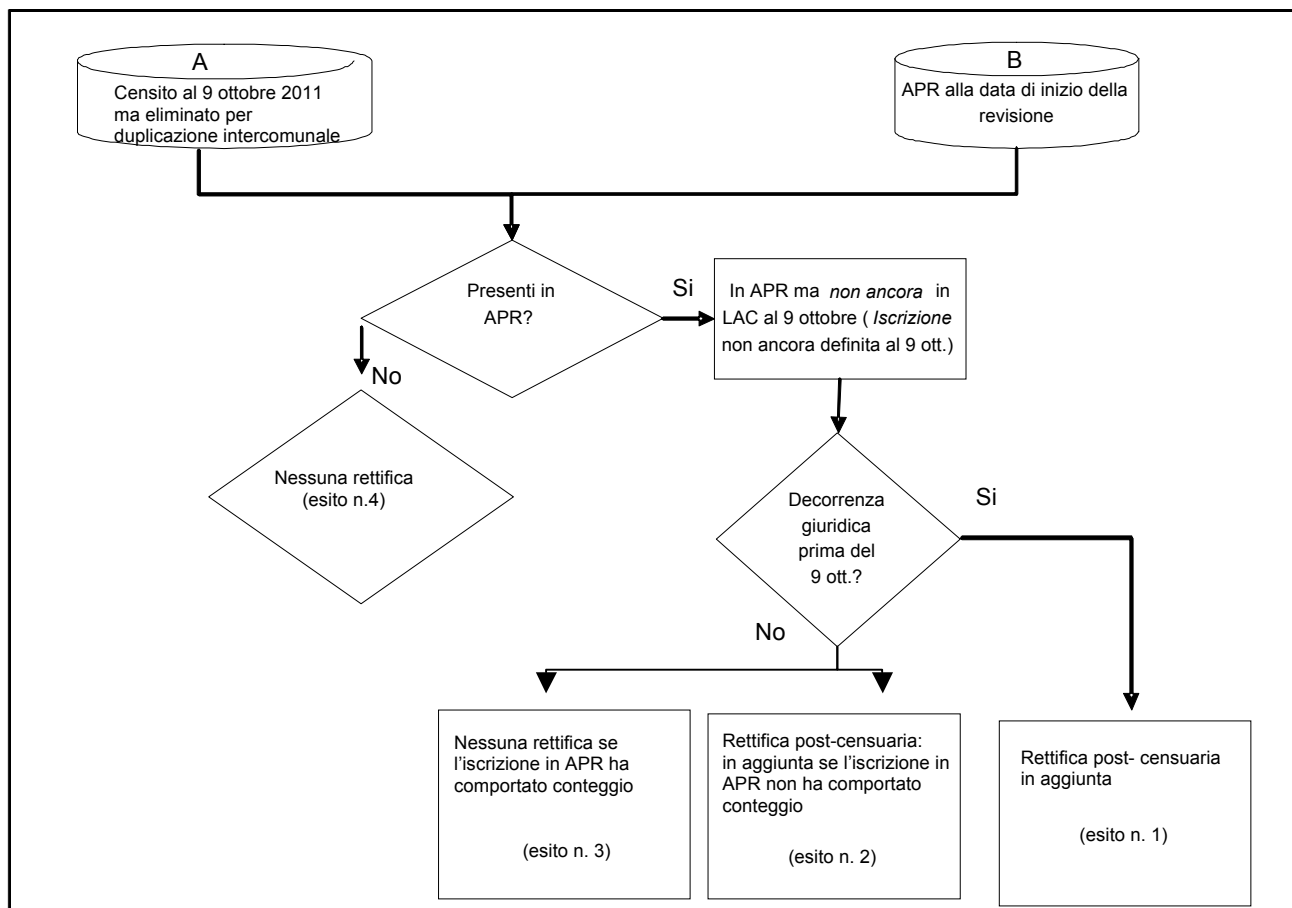 A
Censito al 9 ottobre 2011
ma eliminato per
duplicazione intercomunale
B
APR alla data di inizio della
revisione
Presenti in
APR?
Si
In APR ma non ancora in
LAC al 9 ottobre ( Iscrizione
non ancora definita al 9 ott.)
No
Nessuna rettifica
(esito n.4)
Decorrenza
giuridica
prima del
9 ott.?
Si
No
Nessuna rettifica se
l’iscrizione in APR ha
comportato conteggio
(esito n. 3)
Rettifica post-censuaria:
in aggiunta se l’iscrizione in
APR non ha comportato
conteggio
(esito n. 2)
Rettifica post- censuaria
in aggiunta
(esito n. 1)